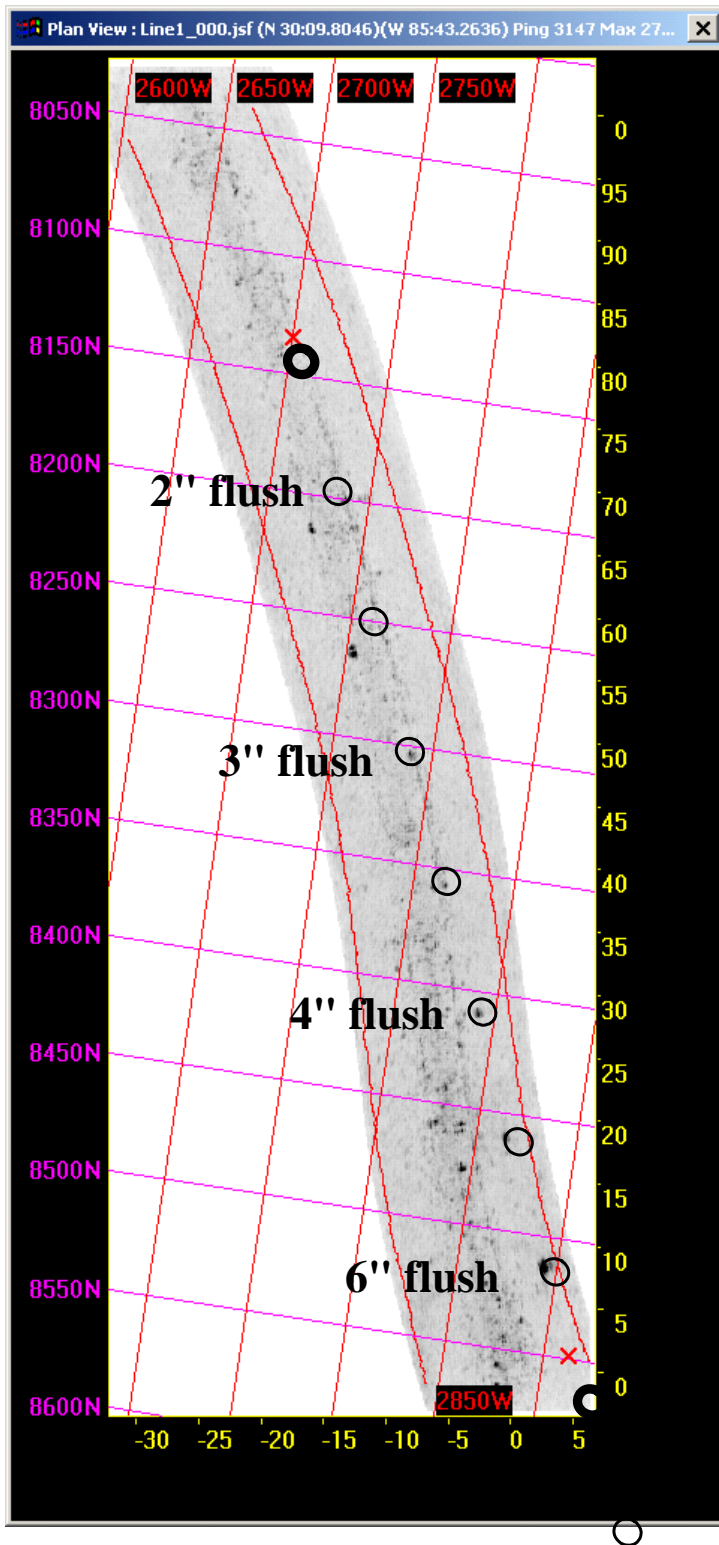 Plan View : Line1_000.jsf (N 30:09.8046)(W 85:43.2636) Ping 3147 Max 27...
2600W 2650W 2700W 2750W
8050N
0
95
8100N
90
85
8150N
80
75
8200N
2" flush
70
65
8250N
60
55
8300N
3" flush
50
8350N
45
40
8400N
35
4" flush
30
8450N
25
20
8500N
15
10
6" flush
8550N
5
0
2850W
8600N
-30 -25 -20 -15 -10 -5 0 5